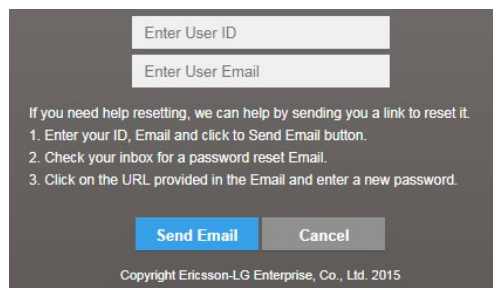 Enter User ID
Enter User Email
If you need help resetting, we can help by sending you a link to reset it.
1. Enter your ID, Email and click to Send Email button.
2. Check your inbox for a password reset Email.
3. Click on the URL provided in the Email and enter a new password.
Send Email Cancel
Copyright Ericsson-LG Enterprise, Co., Ltd. 2015